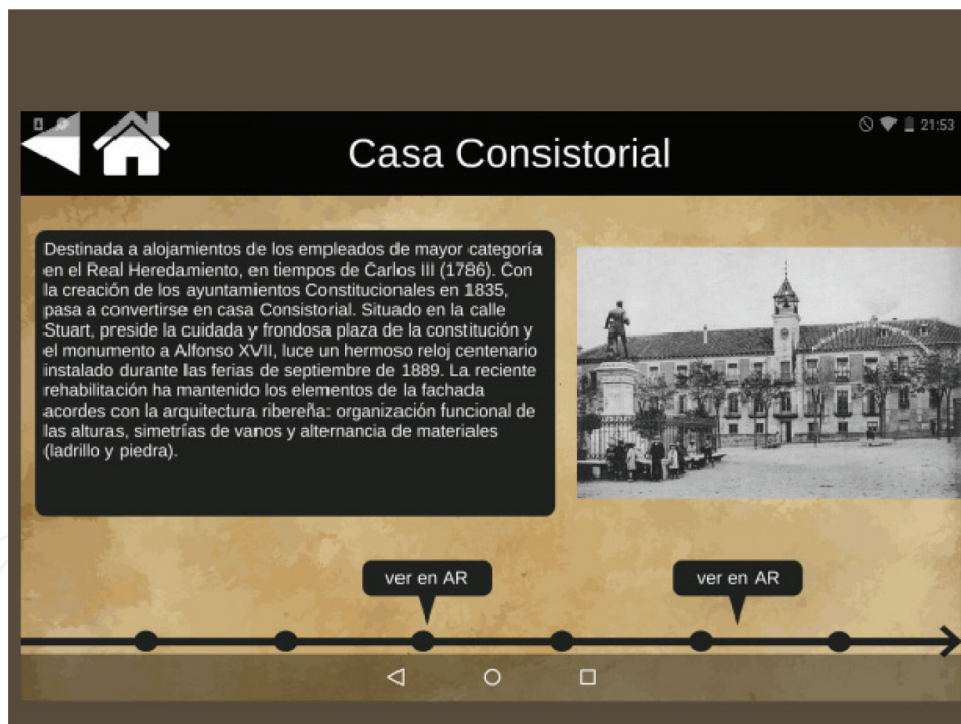 21:53
Casa Consistorial
Destinada a alojamientos de los empleados de mayor categoría
en el Real Heredamiento, en tiempos de Carlos III (1786). Con
la creación de los ayuntamientos Constitucionales en 1835,
pasa a convertirse en casa Consistorial. Situado en la calle
Stuart, preside la cuidada y frondosa plaza de la constitución y
el monumento a Alfonso XVII, luce un hermoso reloj centenario
instalado durante las ferias de septiembre de 1889. La reciente
rehabilitación ha mantenido los elementos de la fachada
acordes con la arquitectura ribereña: organización funcional de
las alturas, simetrías de vanos y alternancia de materiales
(ladrillo y piedra).
ver en AR
ver en AR